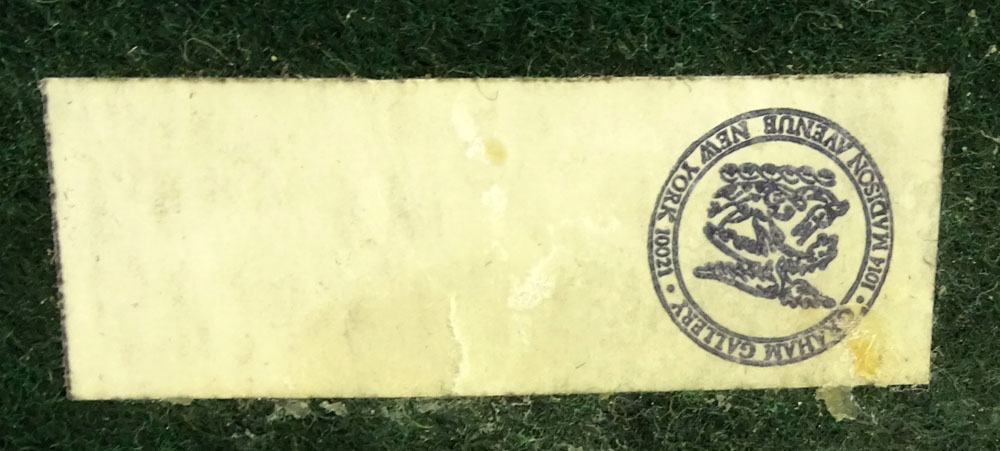 GRAHAM GALLERY • 1014 MADISON AVENUE NEW YORK 10021 •